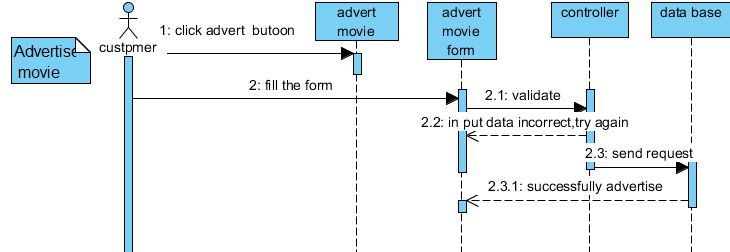 advert
movie
advert
movie
form
controller
data base
Advertise
movie
custpmer
1: click advert butoon
2: fill the form
2.1: validate
2.2: in put data incorrect,try again
2.3: send request
2.3.1: successfully advertise